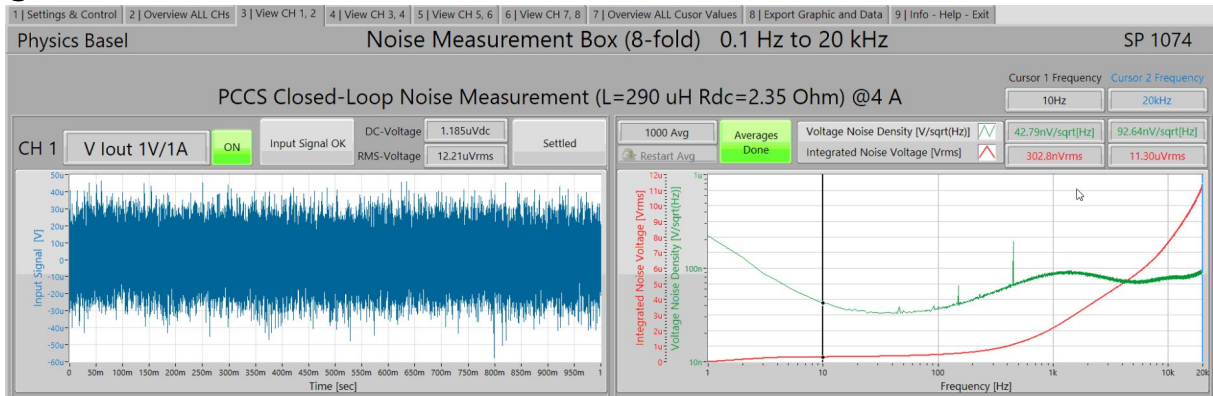 1 | Settings & Control 2 | Overview ALL CHs 3 | View CH 1, 2 4 | View CH 3, 4 5 | View CH 5, 6 6 | View CH 7, 8 7 | Overview ALL Cusor Values 8 | Export Graphic and Data 9 | Info - Help - Exit
Physics Basel Noise Measurement Box (8-fold) 0.1 Hz to 20 kHz SP 1074
Cursor 1 Frequency Cursor 2 Frequency
PCCS Closed-Loop Noise Measurement (L=290 uH Rdc=2.35 Ohm) @4 A
10Hz 20kHz
CH 1 V Iout 1V/1A ON Input Signal OK
DC-Voltage 1.185uVdc
RMS-Voltage 12.21uVrms
Settled
1000 Avg
Restart Avg
Averages
Done
Voltage Noise Density [V/sqrt(Hz)] 42.79nV/sqrt[Hz] 92.64nV/sqrt[Hz]
Integrated Noise Voltage [Vrms] 302.8nVrms 11.30uVrms
Input Signal [V]
50u
40u
30u
20u
10u
0
-10u
-20u
-30u
-40u
-50u
-60u
0 50m 100m 150m 200m 250m 300m 350m 400m 450m 500m 550m 600m 650m 700m 750m 800m 850m 900m 950m 1
Time [sec]
Integrated Noise Voltage [Vrms]
12u
11u
10u
9u
8u
7u
6u
5u
4u
3u
2u
1u
0
Voltage Noise Density [V/sqrt(Hz)]
1u
100n
10n
1 10 100 1k 10k 20k
Frequency [Hz]